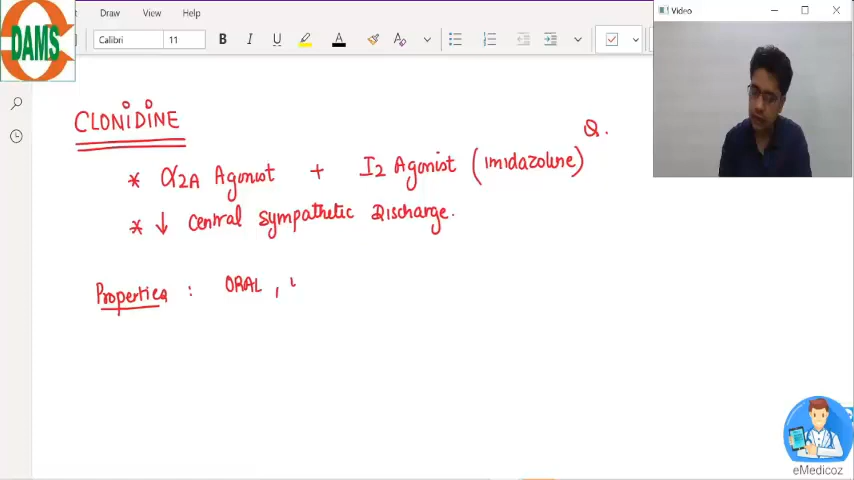 DAMS
Draw View Help
Video
Calibri 11 B I U A
CLONIDINE
Q.
* α2A Agonist + I2 Agonist (imidazoline)
* ↓ Central Sympathetic Discharge.
Properties : ORAL ,
eMedicoz